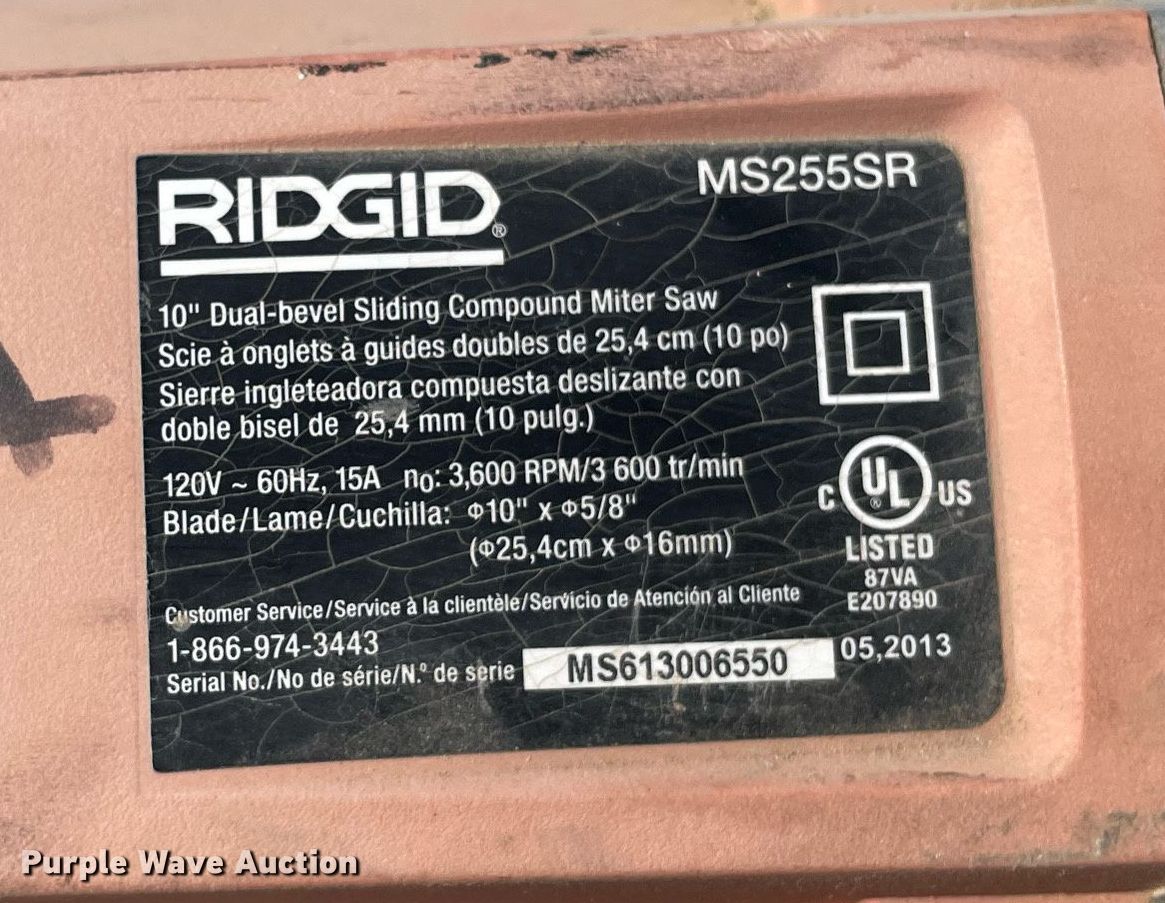 RIDGID®
MS255SR
10" Dual-bevel Sliding Compound Miter Saw
Scie à onglets à guides doubles de 25,4 cm (10 po)
Sierre ingleteadora compuesta deslizante con
doble bisel de 25,4 mm (10 pulg.)
120V ~ 60Hz, 15A no: 3,600 RPM/3 600 tr/min
Blade/Lame/Cuchilla: Φ10" x Φ5/8"
(Φ25,4cm x Φ16mm)
C UL® US
LISTED
87VA
E207890
Customer Service/Service à la clientèle/Servicio de Atención al Cliente
1-866-974-3443
Serial No./No de série/N.º de serie MS613006550 05,2013
Purple Wave Auction